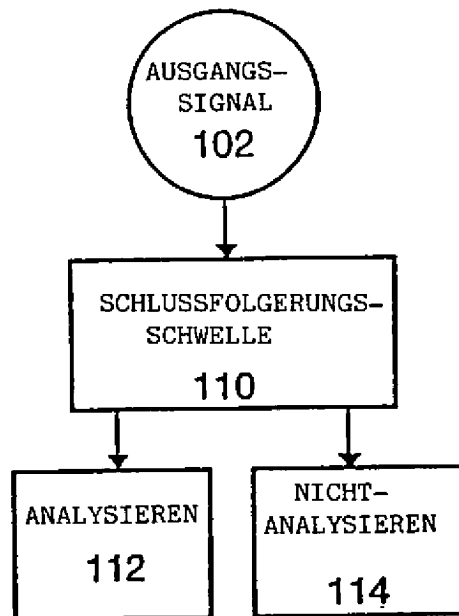 AUSGANGS-
SIGNAL
102
SCHLUSSFOLGERUNGS-
SCHWELLE
110
ANALYSIEREN
112
NICHT-
ANALYSIEREN
114